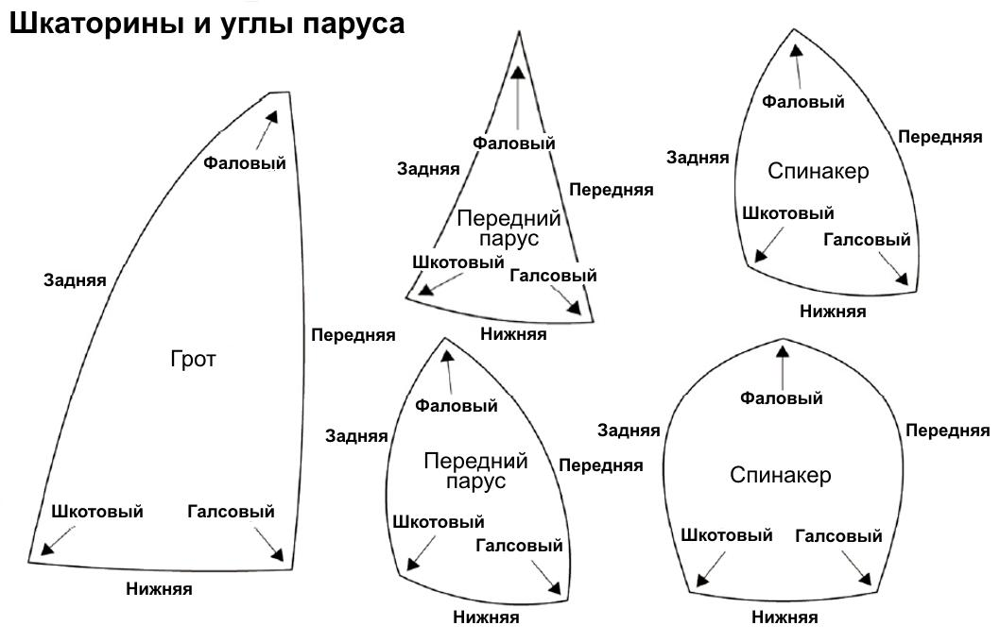 Шкаторины и углы паруса
Фаловый
Задняя
Передняя
Грот
Шкотовый
Галсовый
Нижняя
Фаловый
Задняя
Передняя
Передний
парус
Шкотовый
Галсовый
Нижняя
Фаловый
Передняя
Задняя
Спинакер
Шкотовый
Галсовый
Нижняя
Фаловый
Задняя
Передний
Передняя
парус
Шкотовый
Галсовый
Нижняя
Фаловый
Задняя
Передняя
Спинакер
Шкотовый
Галсовый
Нижняя